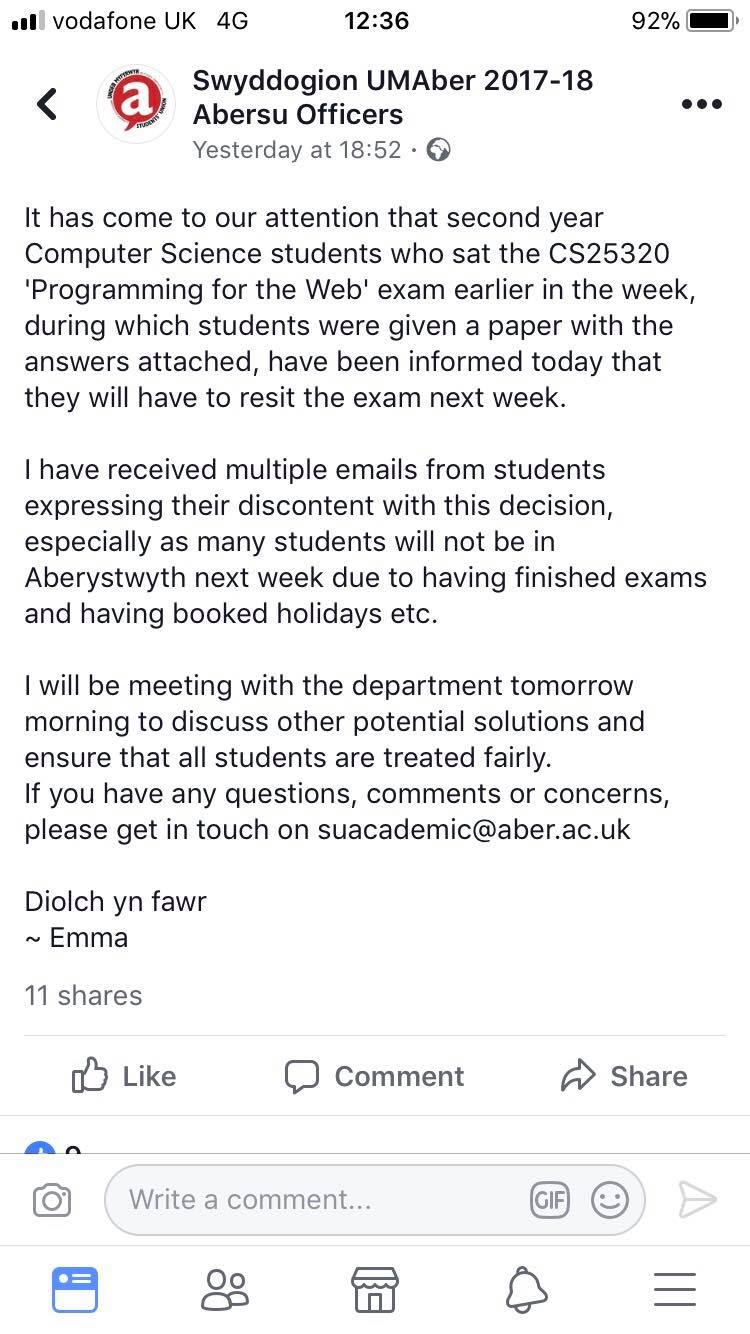 vodafone UK 4G 12:36 92%
Swyddogion UMAber 2017-18
Abersu Officers
Yesterday at 18:52 ·
It has come to our attention that second year
Computer Science students who sat the CS25320
'Programming for the Web' exam earlier in the week,
during which students were given a paper with the
answers attached, have been informed today that
they will have to resit the exam next week.
I have received multiple emails from students
expressing their discontent with this decision,
especially as many students will not be in
Aberystwyth next week due to having finished exams
and having booked holidays etc.
I will be meeting with the department tomorrow
morning to discuss other potential solutions and
ensure that all students are treated fairly.
If you have any questions, comments or concerns,
please get in touch on suacademic@aber.ac.uk
Diolch yn fawr
~ Emma
11 shares
Like Comment Share
Write a comment... GIF